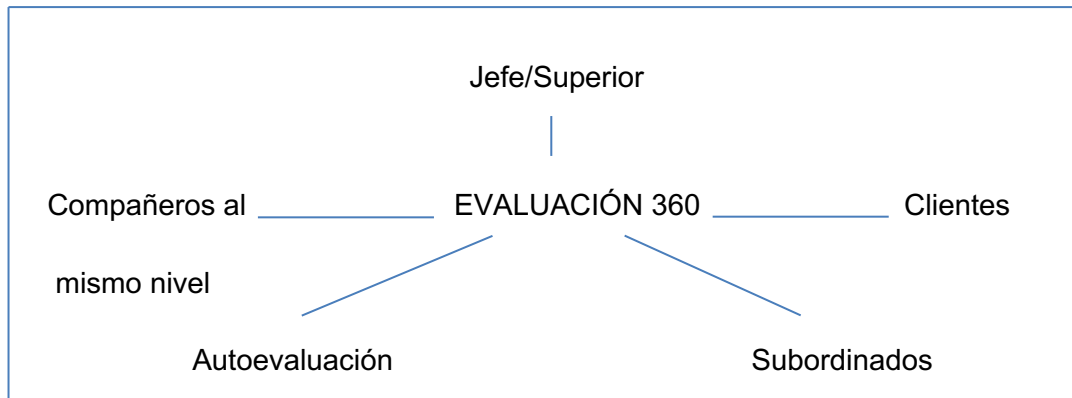 Jefe/Superior
Compañeros al EVALUACIÓN 360 Clientes
mismo nivel
Autoevaluación Subordinados